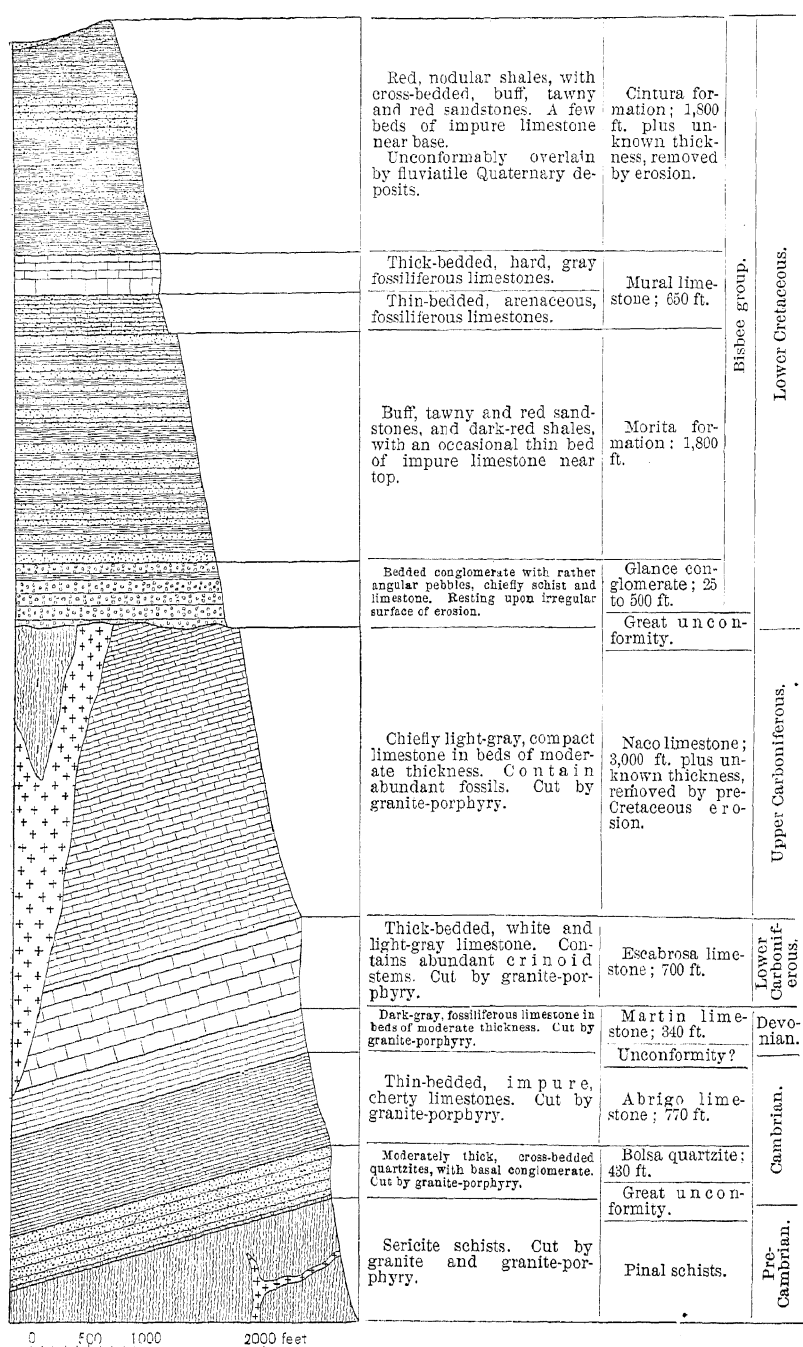 Red, nodular shales, with
cross-bedded, buff, tawny
and red sandstones. A few
beds of impure limestone
near base.
Unconformably overlain
by fluviatile Quaternary de-
posits.
Cintura for-
mation; 1,800
ft. plus un-
known thick-
ness, removed
by erosion.
Thick-bedded, hard, gray
fossiliferous limestones.
Thin-bedded, arenaceous,
fossiliferous limestones.
Mural lime-
stone; 650 ft.
Buff, tawny and red sand-
stones, and dark-red shales,
with an occasional thin bed
of impure limestone near
top.
Morita for-
mation; 1,800
ft.
Bedded conglomerate with rather
angular pebbles, chiefly schist and
limestone. Resting upon irregular
surface of erosion.
Glance con-
glomerate; 25
to 500 ft.
Bisbee group.
Lower Cretaceous.
Great uncon-
formity.
Chiefly light-gray, compact
limestone in beds of moder-
ate thickness. Contain
abundant fossils. Cut by
granite-porphyry.
Naco limestone;
3,000 ft. plus un-
known thickness,
removed by pre-
Cretaceous ero-
sion.
Upper Carboniferous.
Thick-bedded, white and
light-gray limestone. Con-
tains abundant crinoid
stems. Cut by granite-por-
phyry.
Escabrosa lime-
stone; 700 ft.
Lower
Carbonif-
erous.
Dark-gray, fossiliferous limestone in
beds of moderate thickness. Cut by
granite-porphyry.
Martin lime-
stone; 340 ft.
Devo-
nian.
Unconformity?
Thin-bedded, impure,
cherty limestones. Cut by
granite-porphyry.
Abrigo lime-
stone; 770 ft.
Moderately thick, cross-bedded
quartzites, with basal conglomerate.
Cut by granite-porphyry.
Bolsa quartzite;
430 ft.
Cambrian.
Great uncon-
formity.
Sericite schists. Cut by
granite and granite-por-
phyry.
Pinal schists.
Pre-
Cambrian.
0 500 1000 2000 feet